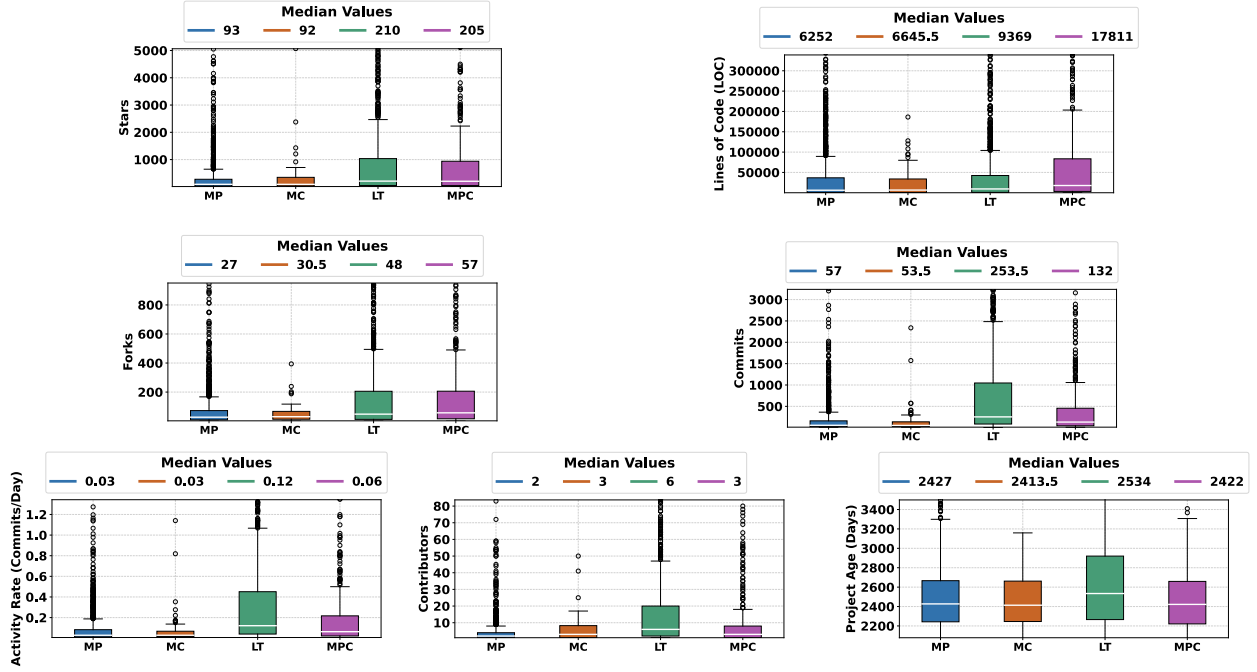 Median Values
93 92 210 205
Stars
5000
4000
3000
2000
1000
MP MC LT MPC
Median Values
6252 6645.5 9369 17811
Lines of Code (LOC)
300000
250000
200000
150000
100000
50000
MP MC LT MPC
Median Values
27 30.5 48 57
Forks
800
600
400
200
MP MC LT MPC
Median Values
57 53.5 253.5 132
Commits
3000
2500
2000
1500
1000
500
MP MC LT MPC
Median Values
0.03 0.03 0.12 0.06
Activity Rate (Commits/Day)
1.2
1.0
0.8
0.6
0.4
0.2
MP MC LT MPC
Median Values
2 3 6 3
Contributors
80
70
60
50
40
30
20
10
MP MC LT MPC
Median Values
2427 2413.5 2534 2422
Project Age (Days)
3400
3200
3000
2800
2600
2400
2200
MP MC LT MPC